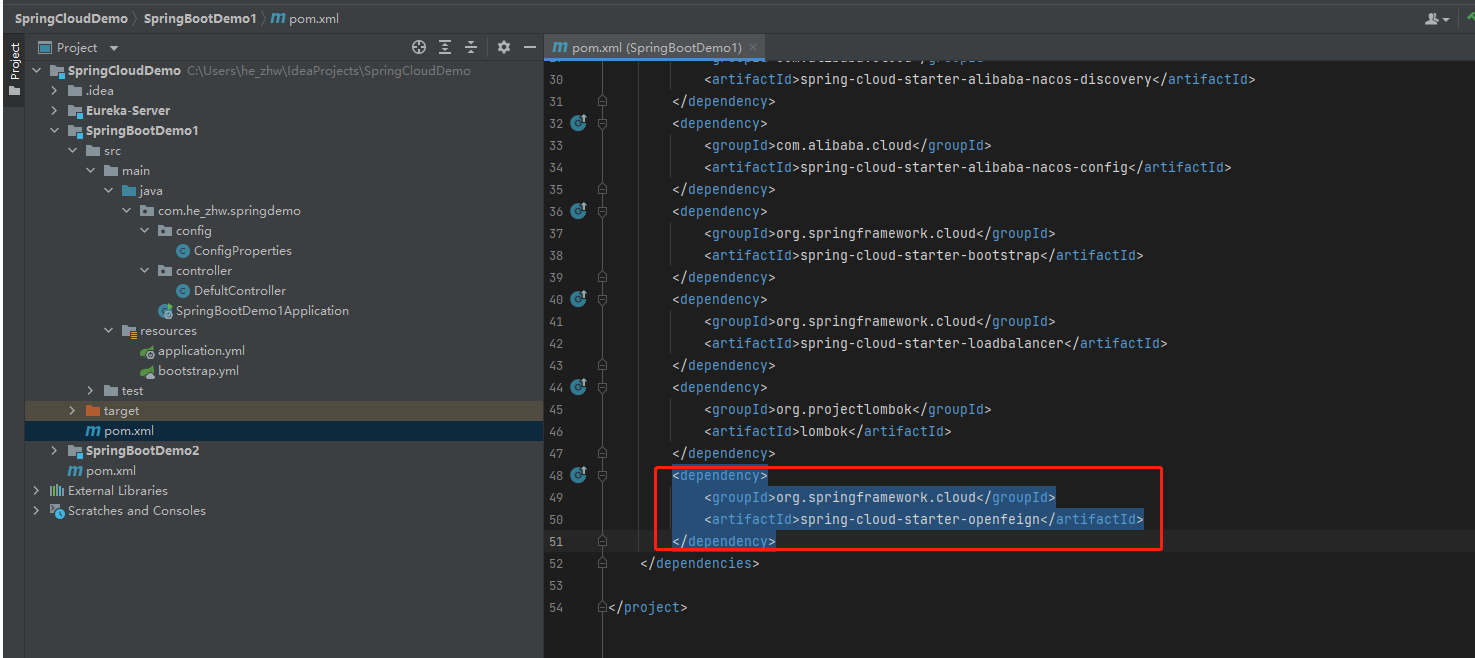 SpringCloudDemo SpringBootDemo1 pom.xml
Project
Project
SpringCloudDemo C:\Users\he_zhw\IdeaProjects\SpringCloudDemo
.idea
Eureka-Server
SpringBootDemo1
src
main
java
com.he_zhw.springdemo
config
ConfigProperties
controller
DefultController
SpringBootDemo1Application
resources
application.yml
bootstrap.yml
test
target
pom.xml
SpringBootDemo2
pom.xml
External Libraries
Scratches and Consoles
pom.xml (SpringBootDemo1)
30 <artifactId>spring-cloud-starter-alibaba-nacos-discovery</artifactId>
31 </dependency>
32 <dependency>
33 <groupId>com.alibaba.cloud</groupId>
34 <artifactId>spring-cloud-starter-alibaba-nacos-config</artifactId>
35 </dependency>
36 <dependency>
37 <groupId>org.springframework.cloud</groupId>
38 <artifactId>spring-cloud-starter-bootstrap</artifactId>
39 </dependency>
40 <dependency>
41 <groupId>org.springframework.cloud</groupId>
42 <artifactId>spring-cloud-starter-loadbalancer</artifactId>
43 </dependency>
44 <dependency>
45 <groupId>org.projectlombok</groupId>
46 <artifactId>lombok</artifactId>
47 </dependency>
48 <dependency>
49 <groupId>org.springframework.cloud</groupId>
50 <artifactId>spring-cloud-starter-openfeign</artifactId>
51 </dependency>
52 </dependencies>
53
54 </project>